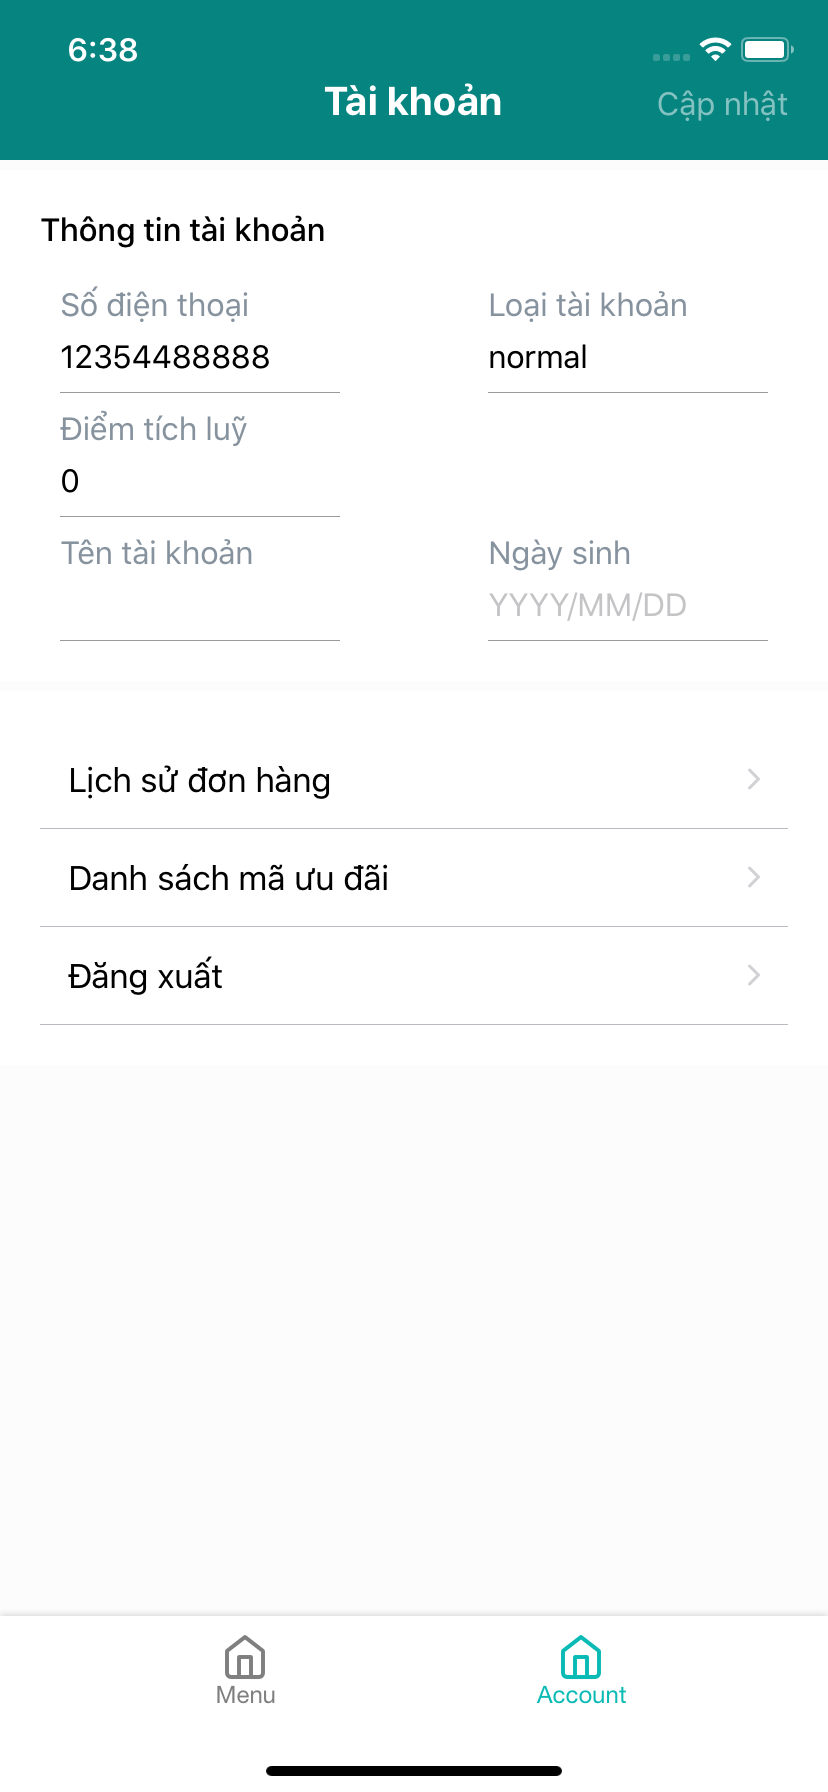 6:38
Tài khoản
Cập nhật
Thông tin tài khoản
Số điện thoại
Loại tài khoản
12354488888
normal
Điểm tích luỹ
0
Tên tài khoản
Ngày sinh
YYYY/MM/DD
Lịch sử đơn hàng
Danh sách mã ưu đãi
Đăng xuất
Menu
Account